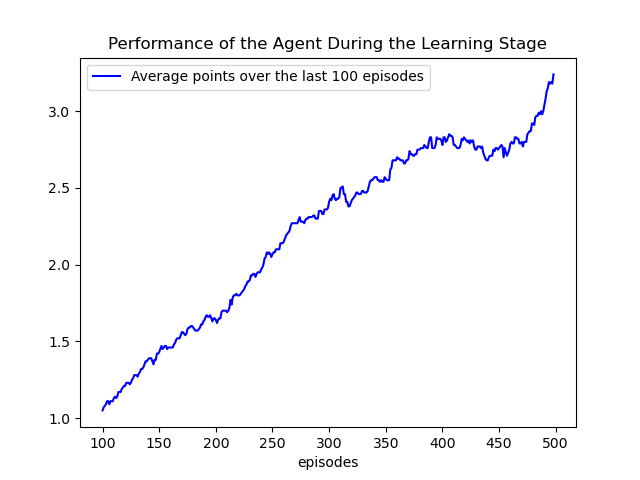 Performance of the Agent During the Learning Stage
Average points over the last 100 episodes
3.0
2.5
2.0
1.5
1.0
100 150 200 250 300 350 400 450 500
episodes